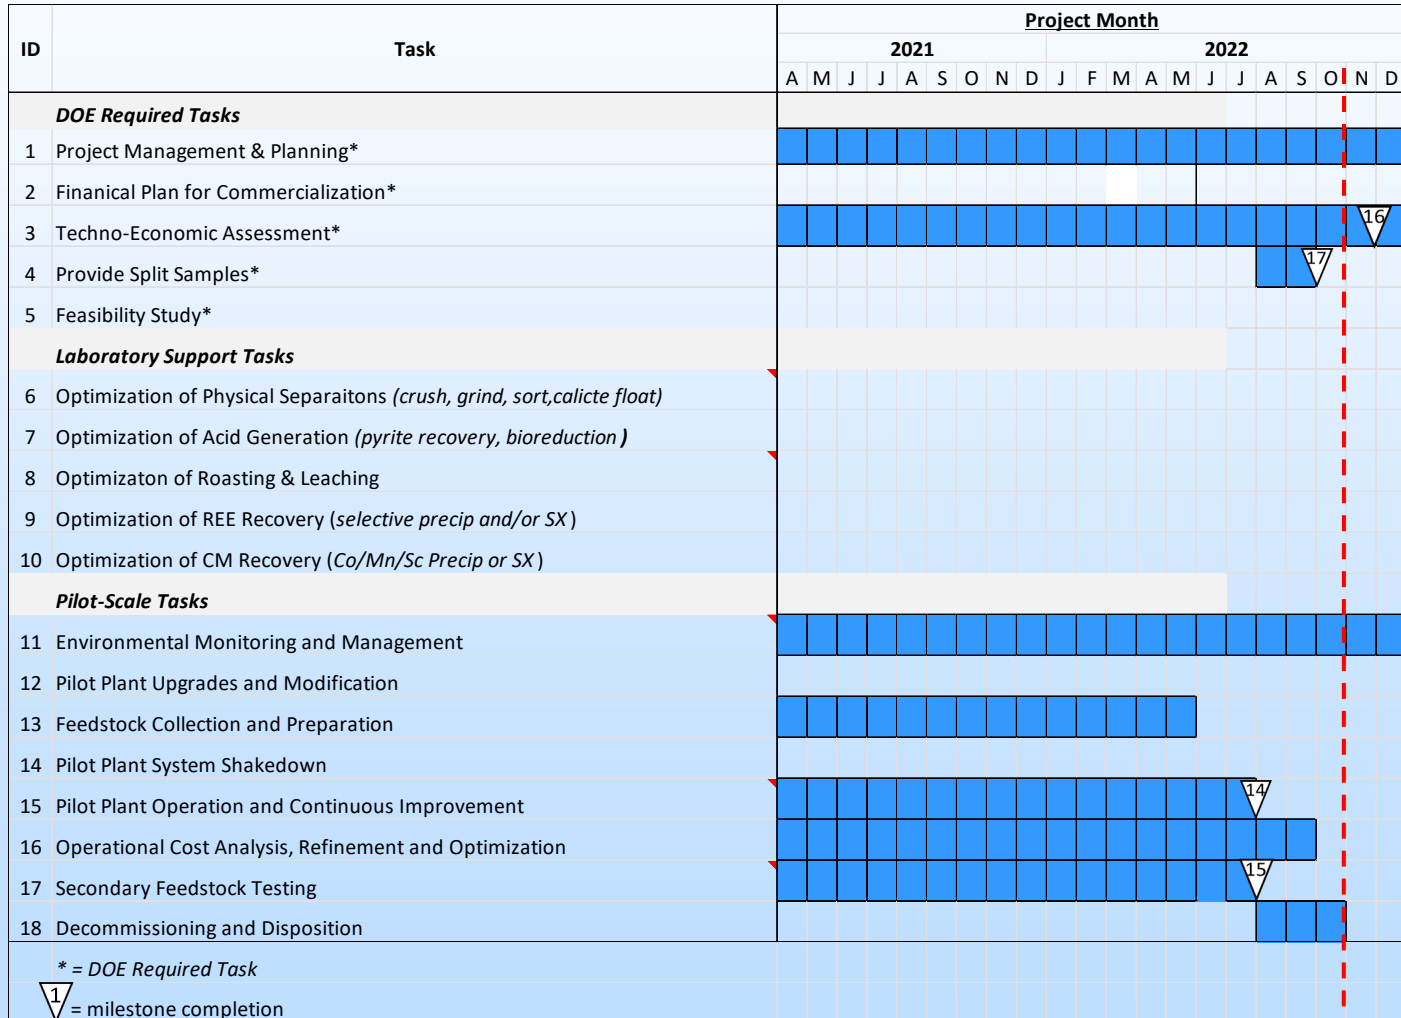 Project Month
ID Task 2021 2022
A M J J A S O N D J F M A M J J A S O N D
DOE Required Tasks
1 Project Management & Planning*
2 Finanical Plan for Commercialization*
3 Techno-Economic Assessment* 16
4 Provide Split Samples* 17
5 Feasibility Study*
Laboratory Support Tasks
6 Optimization of Physical Separaitons (crush, grind, sort,calicte float)
7 Optimization of Acid Generation (pyrite recovery, bioreduction )
8 Optimizaton of Roasting & Leaching
9 Optimization of REE Recovery (selective precip and/or SX )
10 Optimization of CM Recovery (Co/Mn/Sc Precip or SX )
Pilot-Scale Tasks
11 Environmental Monitoring and Management
12 Pilot Plant Upgrades and Modification
13 Feedstock Collection and Preparation
14 Pilot Plant System Shakedown
15 Pilot Plant Operation and Continuous Improvement 14
16 Operational Cost Analysis, Refinement and Optimization
17 Secondary Feedstock Testing 15
18 Decommissioning and Disposition
* = DOE Required Task
1 = milestone completion